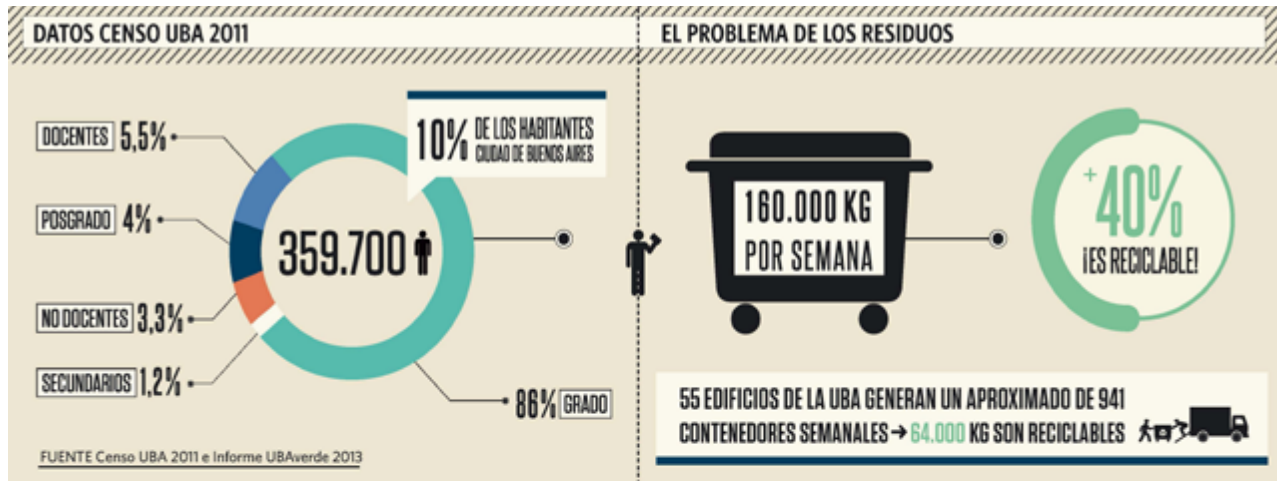 DATOS CENSO UBA 2011
DOCENTES 5,5%
POSGRADO 4%
NO DOCENTES 3,3%
SECUNDARIOS 1,2%
359.700
10% DE LOS HABITANTES
CIUDAD DE BUENOS AIRES
86% GRADO
FUENTE Censo UBA 2011 e Informe UBAverde 2013
EL PROBLEMA DE LOS RESIDUOS
160.000 KG
POR SEMANA
+40%
¡ES RECICLABLE!
55 EDIFICIOS DE LA UBA GENERAN UN APROXIMADO DE 941
CONTENEDORES SEMANALES → 64.000 KG SON RECICLABLES